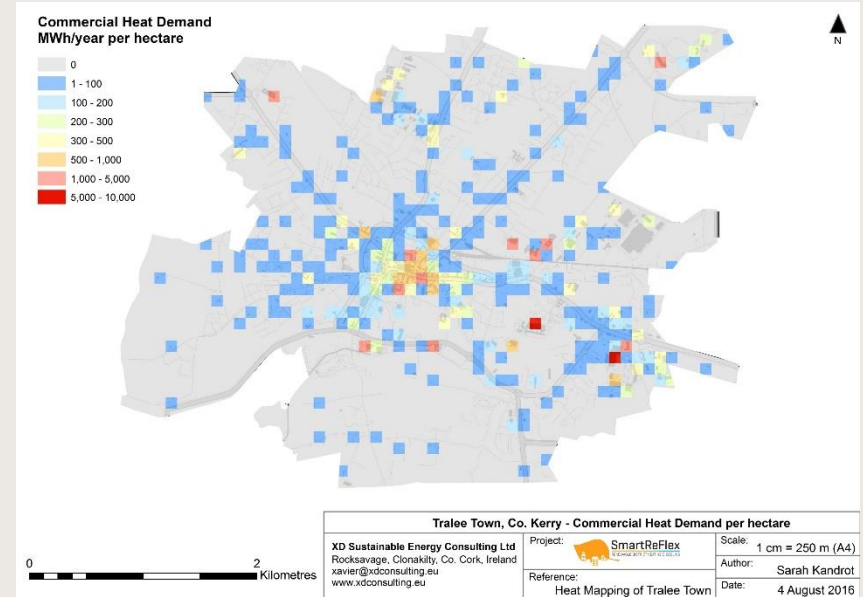 Commercial Heat Demand
MWh/year per hectare
0
1 - 100
100 - 200
200 - 300
300 - 500
500 - 1,000
1,000 - 5,000
5,000 - 10,000
N
0
2
Kilometres
Tralee Town, Co. Kerry - Commercial Heat Demand per hectare
XD Sustainable Energy Consulting Ltd
Rocksavage, Clonakilty, Co. Cork, Ireland
xavier@xdconsulting.eu
www.xdconsulting.eu
Project:
SmartReFlex
Reference:
Heat Mapping of Tralee Town
Scale:
1 cm = 250 m (A4)
Author:
Sarah Kandrot
Date:
4 August 2016